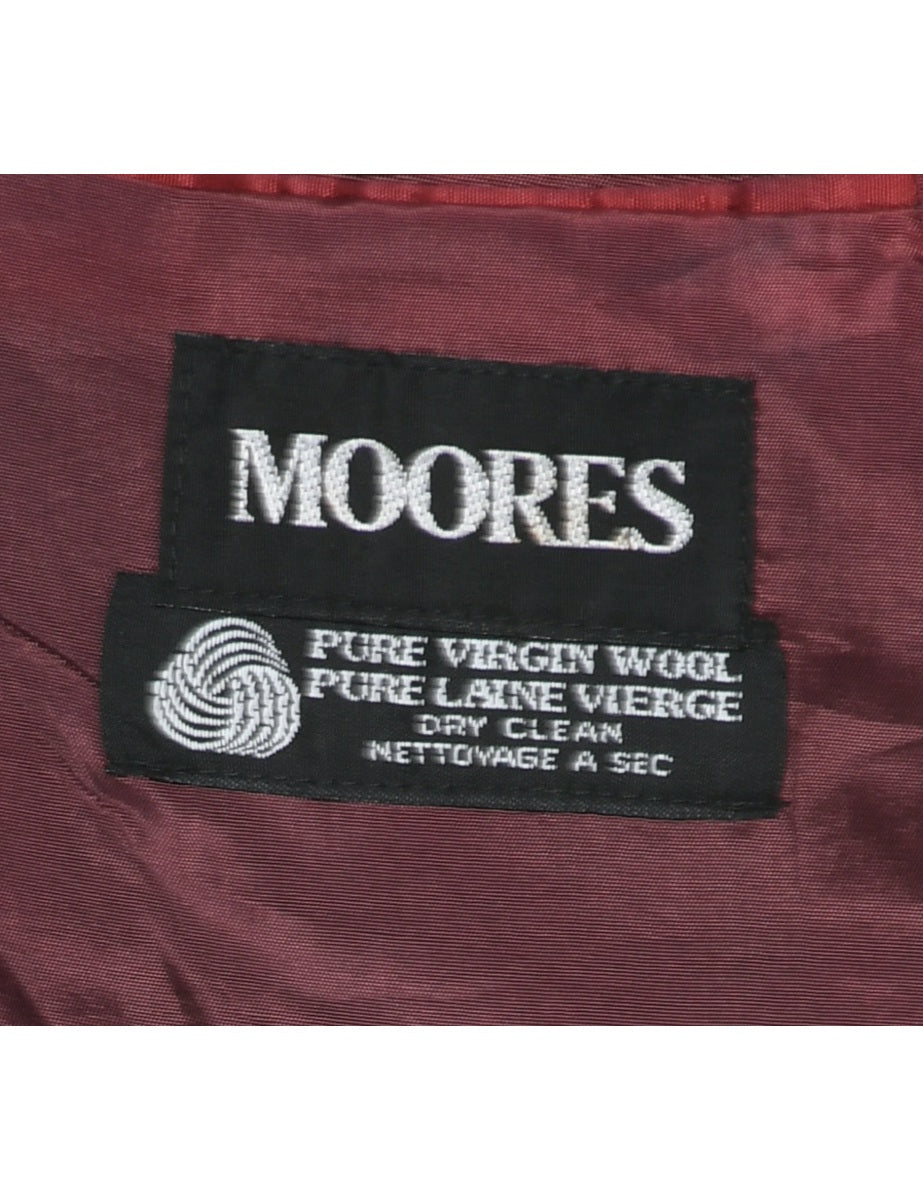 MOORES
PURE VIRGIN WOOL
PURE LAINE VIERGE
DRY CLEAN
NETTOYAGE A SEC